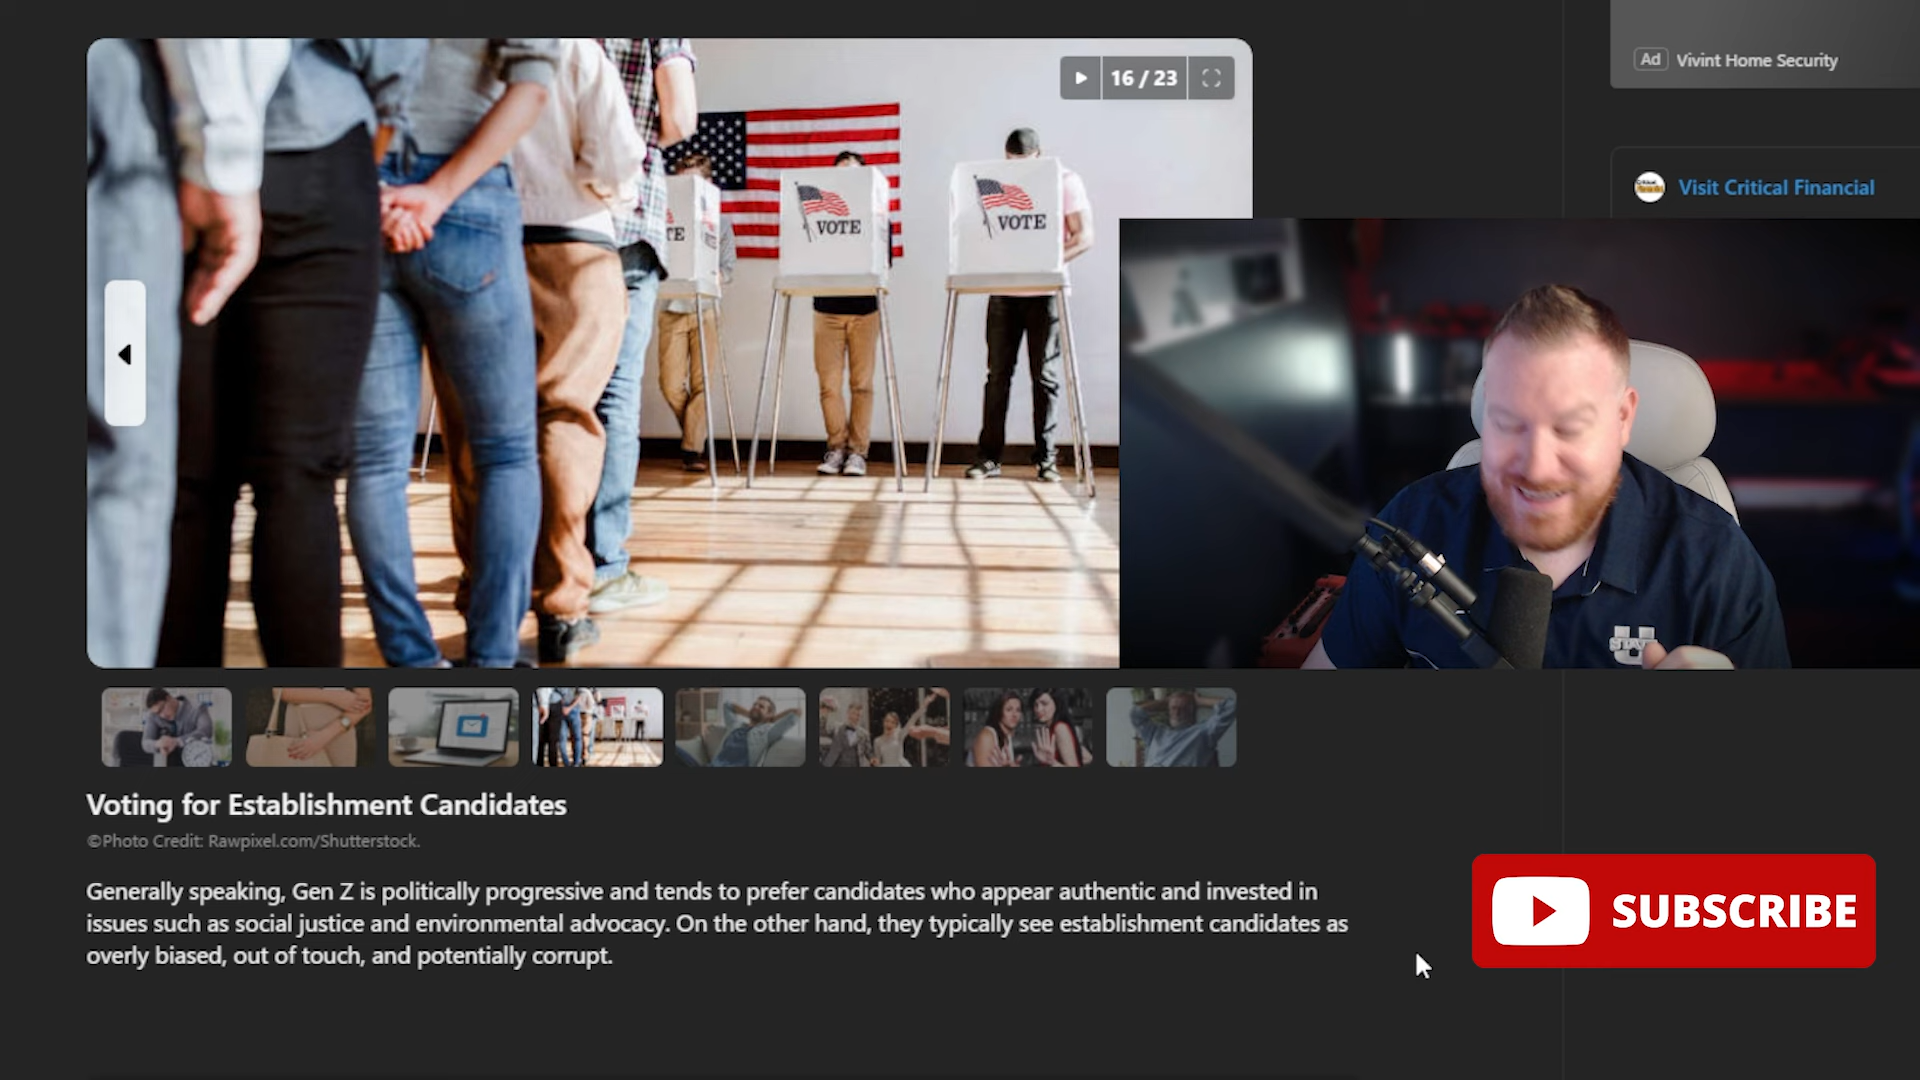 Ad Vivint Home Security
16 / 23
Visit Critical Financial
VOTE
VOTE
TE
STATE
Voting for Establishment Candidates
©Photo Credit: Rawpixel.com/Shutterstock.
Generally speaking, Gen Z is politically progressive and tends to prefer candidates who appear authentic and invested in
issues such as social justice and environmental advocacy. On the other hand, they typically see establishment candidates as
overly biased, out of touch, and potentially corrupt.
SUBSCRIBE